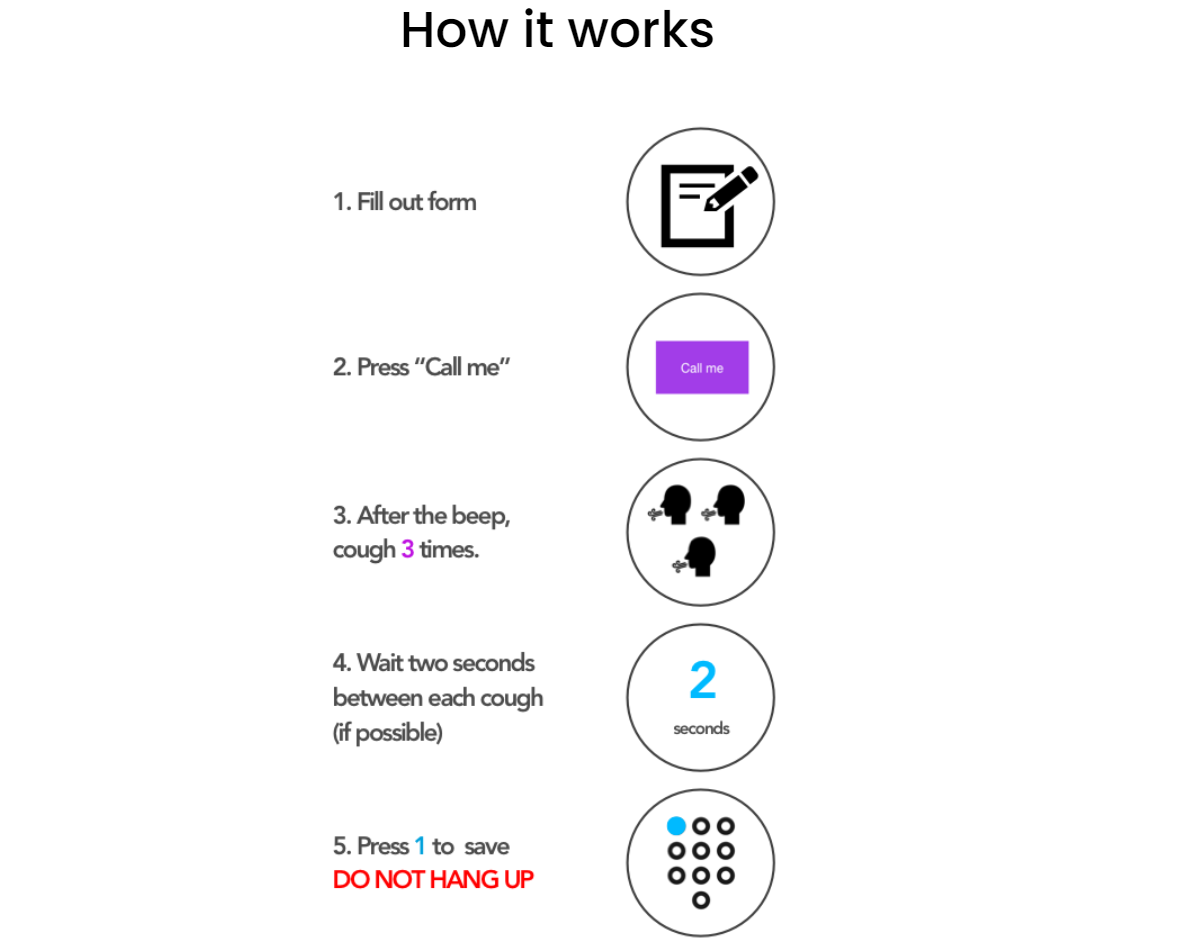 How it works
1. Fill out form
2. Press “Call me”
Call me
3. After the beep,
cough 3 times.
4. Wait two seconds
between each cough
(if possible)
2
seconds
5. Press 1 to save
DO NOT HANG UP